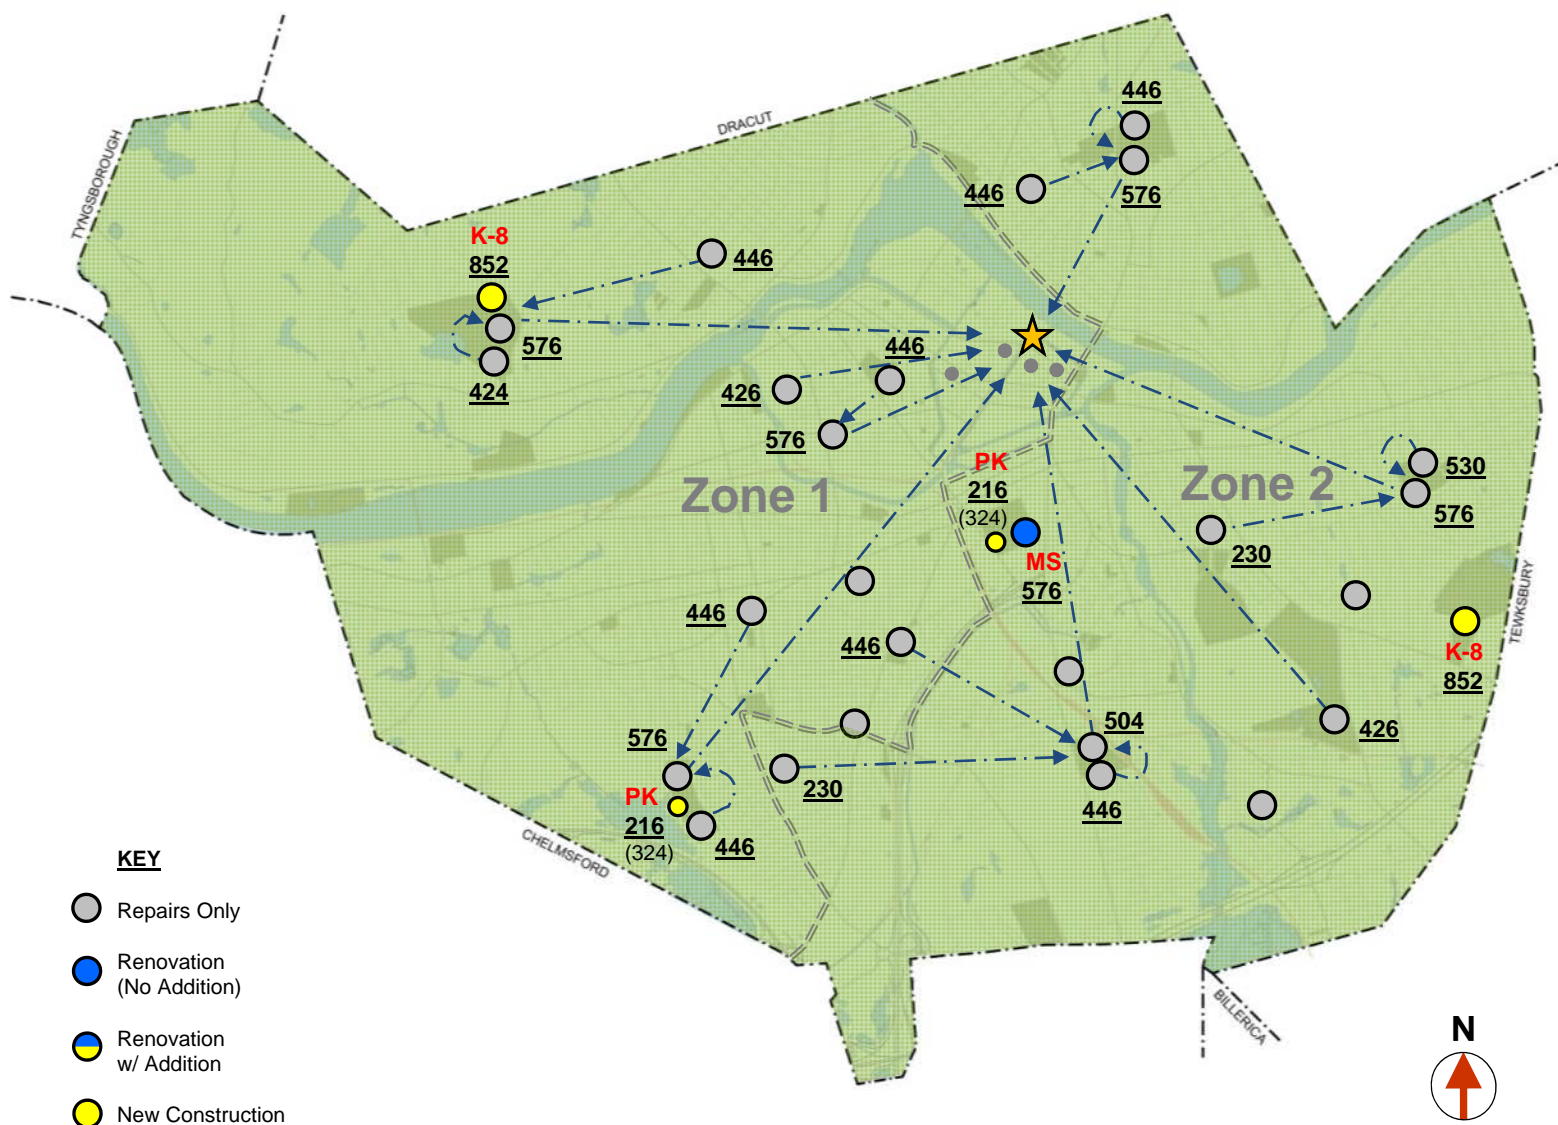 446
DRACUT
TYNGSBOROUGH
446
576
K-8
852
446
576
424
446
426
576
PK
216
(324)
MS
576
Zone 1
Zone 2
530
576
230
TEWKSBURY
K-8
852
446
446
426
504
576
230
446
PK
216
(324)
446
CHELMSFORD
BILLERICA
KEY
Repairs Only
Renovation
(No Addition)
Renovation
w/ Addition
New Construction
N